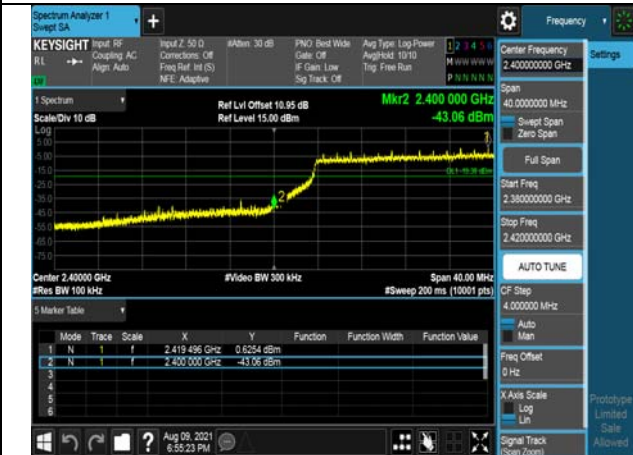 Spectrum Analyzer 1
Swept SA
+
Frequency
KEYSIGHT Input: RF Input Z: 50 Ω #Atten: 30 dB PNO: Best Wide Avg Type: Log-Power 1 2 3 4 5 6
RL Coupling: AC Corrections: Off Gate: Off Avg|Hold: 10/10 M W W W W W
Align: Auto Freq Ref: Int (S) IF Gain: Low Trig: Free Run
NFE: Adaptive Sig Track: Off P N N N N N
1 Spectrum
Scale/Div 10 dB
Ref Lvl Offset 10.95 dB
Ref Level 15.00 dBm
Mkr2 2.400 000 GHz
-43.06 dBm
Log
5.00
-5.00
-15.0
-25.0
-35.0
-45.0
-55.0
-65.0
-75.0
2
Center 2.40000 GHz #Video BW 300 kHz Span 40.00 MHz
#Res BW 100 kHz #Sweep 200 ms (10001 pts)
5 Marker Table
Mode Trace Scale X Y Function Function Width Function Value
1 N 1 f 2.419 496 GHz 0.6254 dBm
2 N 1 f 2.400 000 GHz -43.06 dBm
3
4
5
6
Aug 09, 2021
6:55:23 PM
Center Frequency
2.400000000 GHz
Settings
Span
40.0000000 MHz
Swept Span
Zero Span
Full Span
Start Freq
2.380000000 GHz
Stop Freq
2.420000000 GHz
AUTO TUNE
CF Step
4.000000 MHz
Auto
Man
Freq Offset
0 Hz
X Axis Scale
Log
Lin
Signal Track
(Span Zoom)
Prototype
Limited
Sale
Allowed